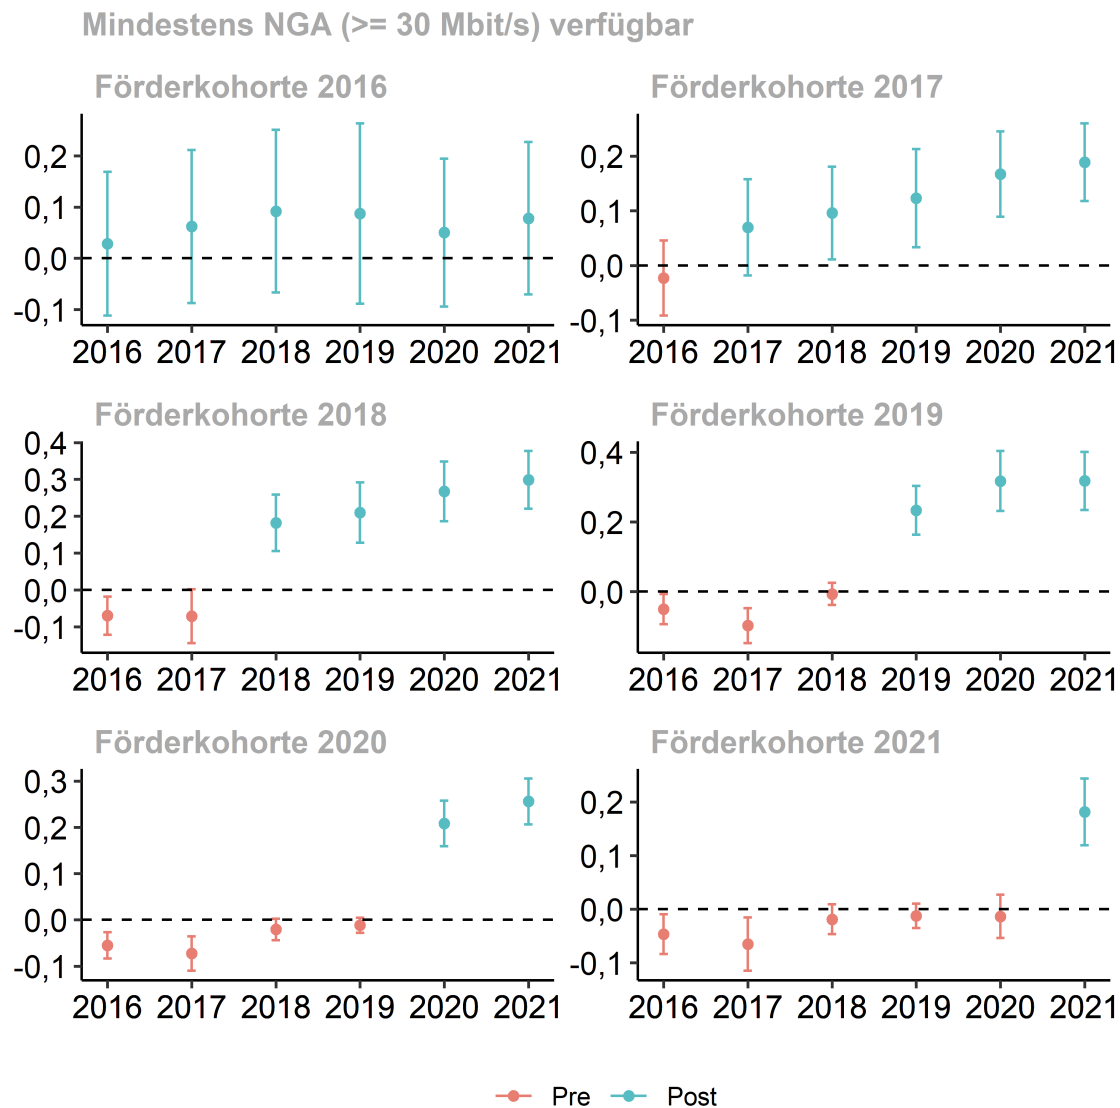 Mindestens NGA (>= 30 Mbit/s) verfügbar
Förderkohorte 2016
0,2
0,1
0,0
-0,1
2016 2017 2018 2019 2020 2021
Förderkohorte 2017
0,2
0,1
0,0
-0,1
2016 2017 2018 2019 2020 2021
Förderkohorte 2018
0,4
0,3
0,2
0,1
0,0
-0,1
2016 2017 2018 2019 2020 2021
Förderkohorte 2019
0,4
0,2
0,0
2016 2017 2018 2019 2020 2021
Förderkohorte 2020
0,3
0,2
0,1
0,0
-0,1
2016 2017 2018 2019 2020 2021
Förderkohorte 2021
0,2
0,1
0,0
-0,1
2016 2017 2018 2019 2020 2021
Pre Post